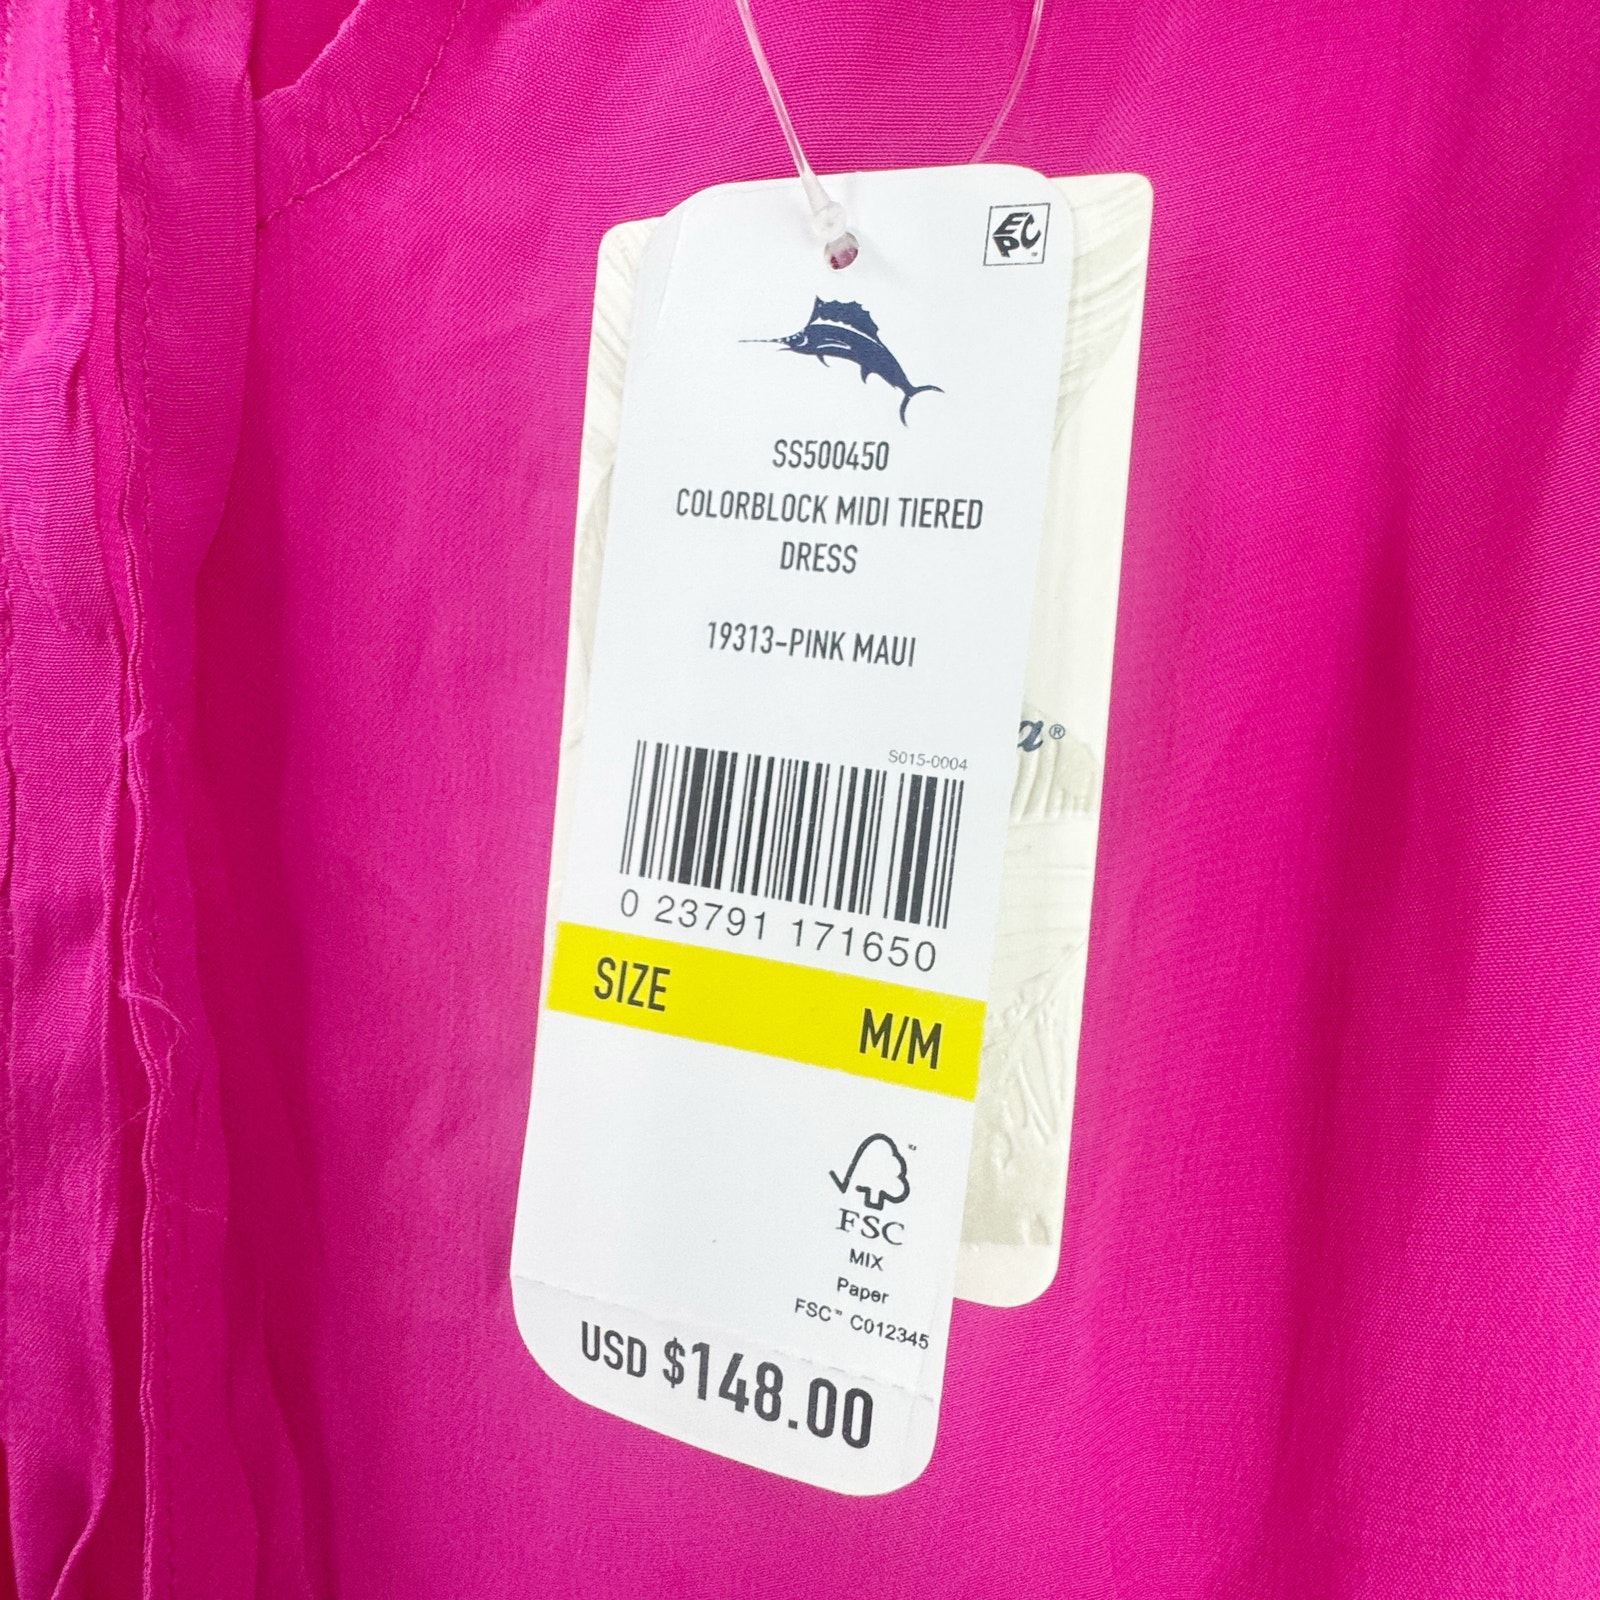 EPC
SS500450
COLORBLOCK MIDI TIERED
DRESS
19313-PINK MAUI
a®
S015-0004
0 23791 171650
SIZE M/M
FSC
MIX
Paper
FSC™ C012345
USD $148.00